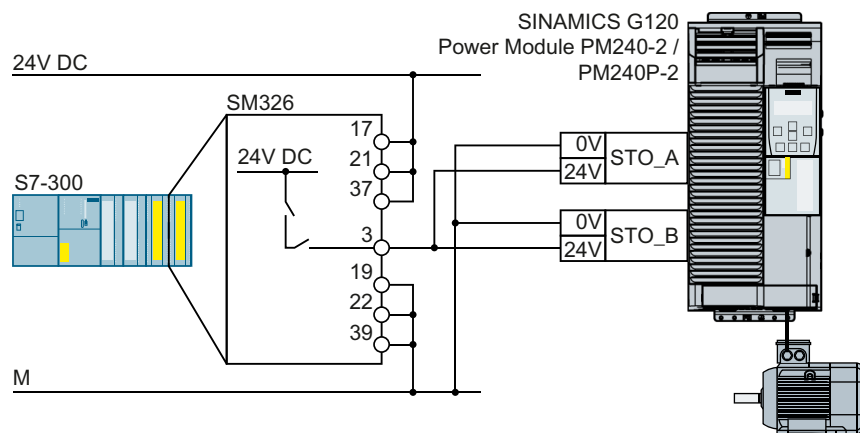 SINAMICS G120
Power Module PM240-2 /
PM240P-2
24V DC
SM326
17
0V
STO_A
21
24V DC
24V
S7-300
37
0V
STO_B
3
24V
19
22
39
M